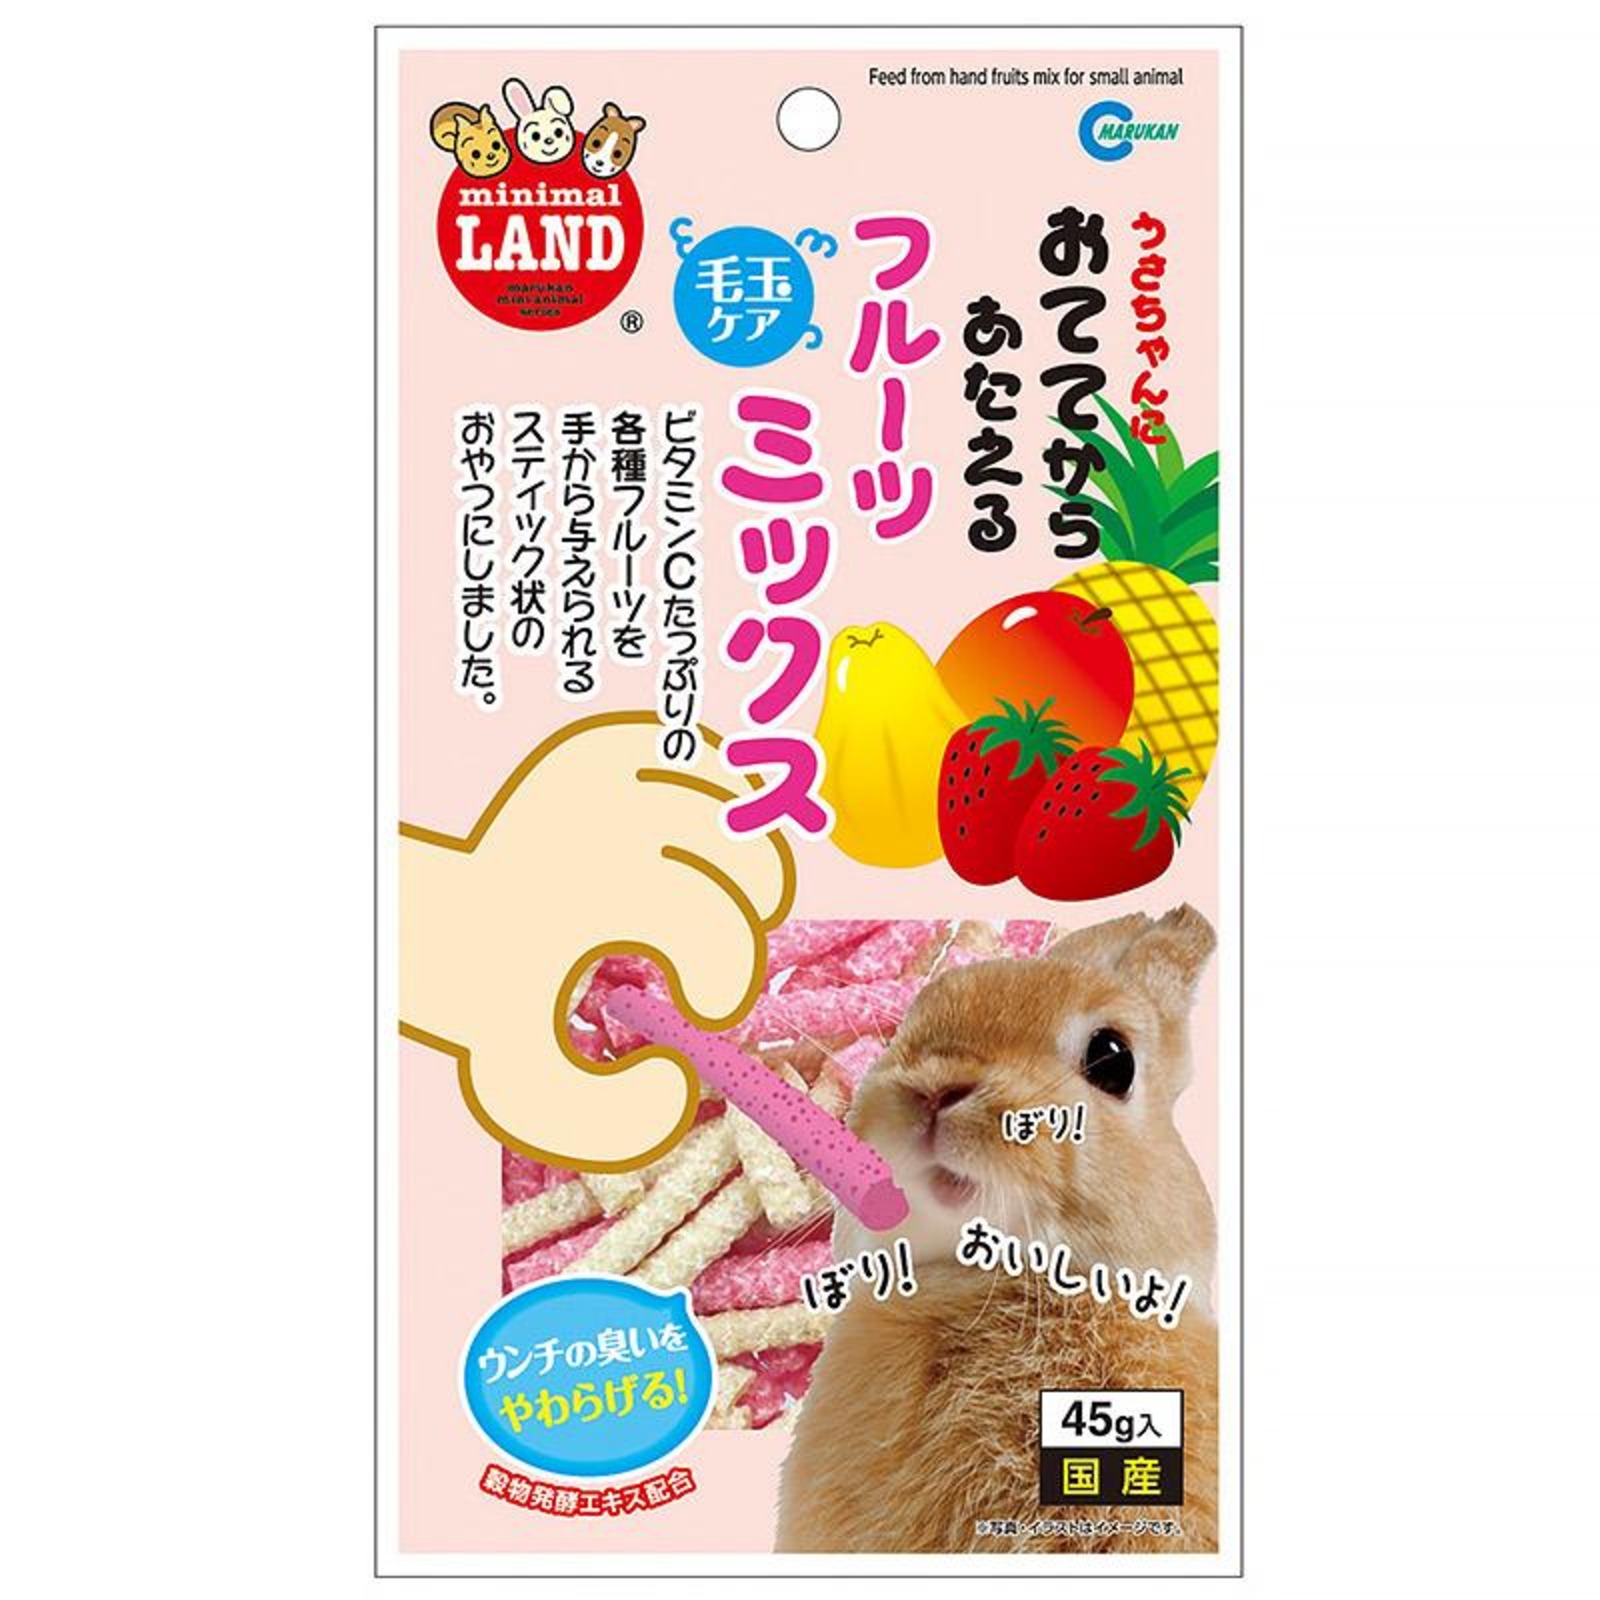 Feed from hand fruits mix for small animal
MARUKAN
minimal
LAND
marukan
mini animal
series
®
うさちゃんに
おててから
あたえる
フルーツ
ミックス
毛玉
ケア
ビタミンCたっぷりの
各種フルーツを
手から与えられる
スティック状の
おやつにしました。
ぼり!
ぼり!
おいしいよ!
ウンチの臭いを
やわらげる!
穀物発酵エキス配合
45g入
国産
※写真・イラストはイメージです。